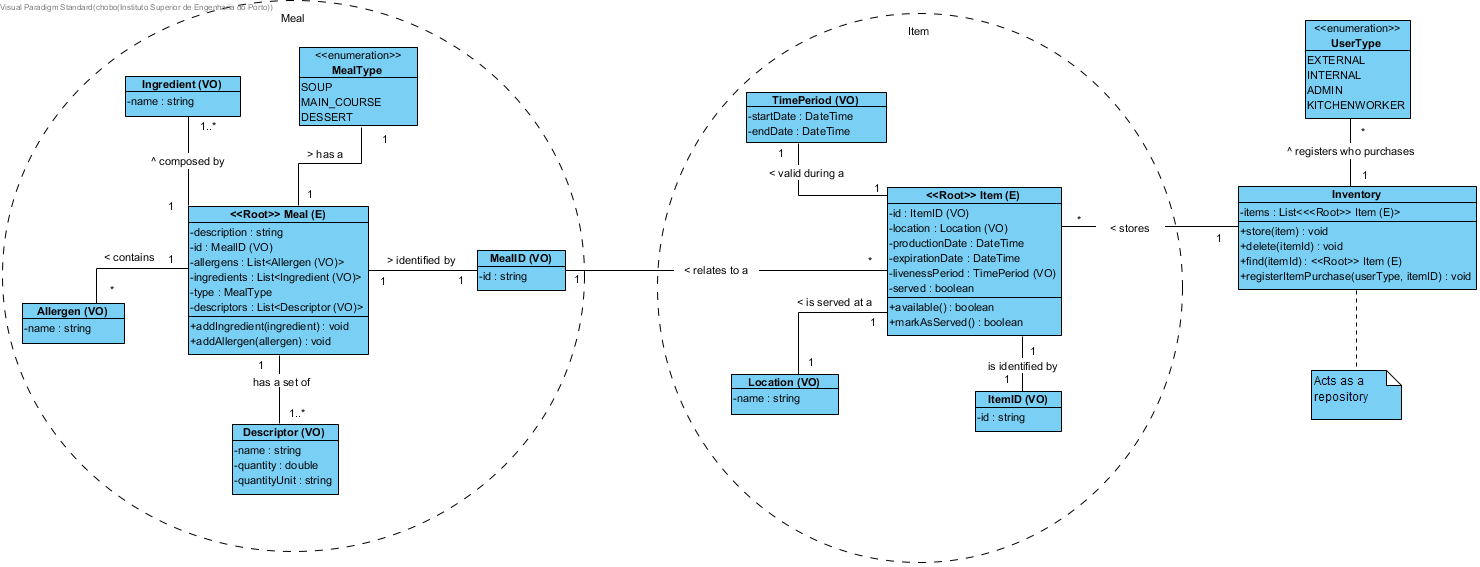 Visual Paradigm Standard(chobo(Instituto Superior de Engenharia do Porto))
Meal
<<enumeration>>
MealType
SOUP
MAIN_COURSE
DESSERT
1
> has a
1
Ingredient (VO)
-name : string
1..*
^ composed by
1
<<Root>> Meal (E)
-description : string
-id : MealID (VO)
-allergens : List<Allergen (VO)>
-ingredients : List<Ingredient (VO)>
-type : MealType
-descriptors : List<Descriptor (VO)>
+addIngredient(ingredient) : void
+addAllergen(allergen) : void
< contains
1
*
Allergen (VO)
-name : string
1
has a set of
1..*
Descriptor (VO)
-name : string
-quantity : double
-quantityUnit : string
> identified by
1
1
MealID (VO)
-id : string
1
< relates to a
*
Item
TimePeriod (VO)
-startDate : DateTime
-endDate : DateTime
1
< valid during a
1
<<Root>> Item (E)
-id : ItemID (VO)
-location : Location (VO)
-productionDate : DateTime
-expirationDate : DateTime
-livenessPeriod : TimePeriod (VO)
-served : boolean
+available() : boolean
+markAsServed() : boolean
< is served at a
1
1
Location (VO)
-name : string
1
is identified by
1
ItemID (VO)
-id : string
*
< stores
1
<<enumeration>>
UserType
EXTERNAL
INTERNAL
ADMIN
KITCHENWORKER
*
^ registers who purchases
1
Inventory
-items : List<<<Root>> Item (E)>
+store(item) : void
+delete(itemId) : void
+find(itemId) : <<Root>> Item (E)
+registerItemPurchase(userType, itemID) : void
Acts as a
repository